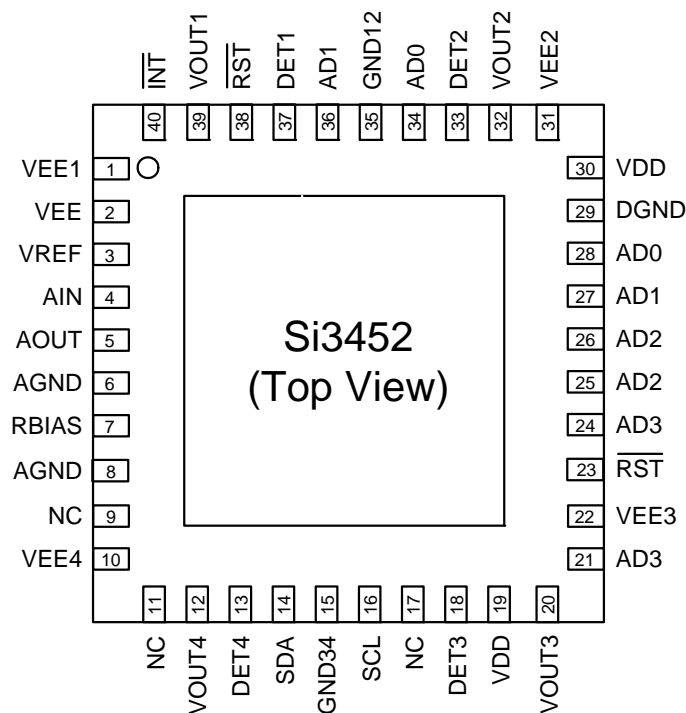 INT
VOUT1
RST
DET1
AD1
GND12
AD0
DET2
VOUT2
VEE2
40
39
38
37
36
35
34
33
32
31
VEE1 1
VEE 2
VREF 3
AIN 4
AOUT 5
AGND 6
RBIAS 7
AGND 8
NC 9
VEE4 10
Si3452
(Top View)
30 VDD
29 DGND
28 AD0
27 AD1
26 AD2
25 AD2
24 AD3
23 RST
22 VEE3
21 AD3
11
12
13
14
15
16
17
18
19
20
NC
VOUT4
DET4
SDA
GND34
SCL
NC
DET3
VDD
VOUT3